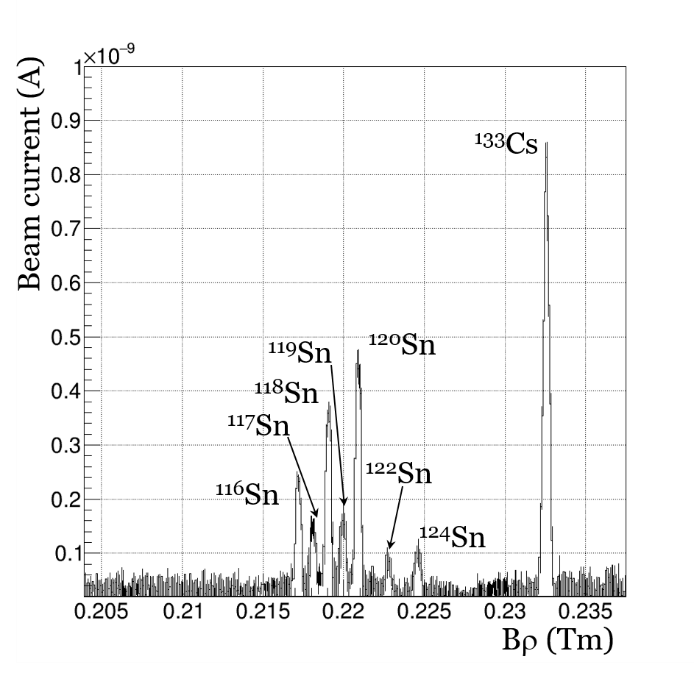 1×10⁻⁹
Beam current (A)
0.9
¹³³Cs
0.8
0.7
0.6
0.5
¹¹⁹Sn
¹²⁰Sn
0.4
¹¹⁸Sn
¹¹⁷Sn
0.3
¹²²Sn
¹¹⁶Sn
0.2
¹²⁴Sn
0.1
0.205 0.21 0.215 0.22 0.225 0.23 0.235
Bρ (Tm)